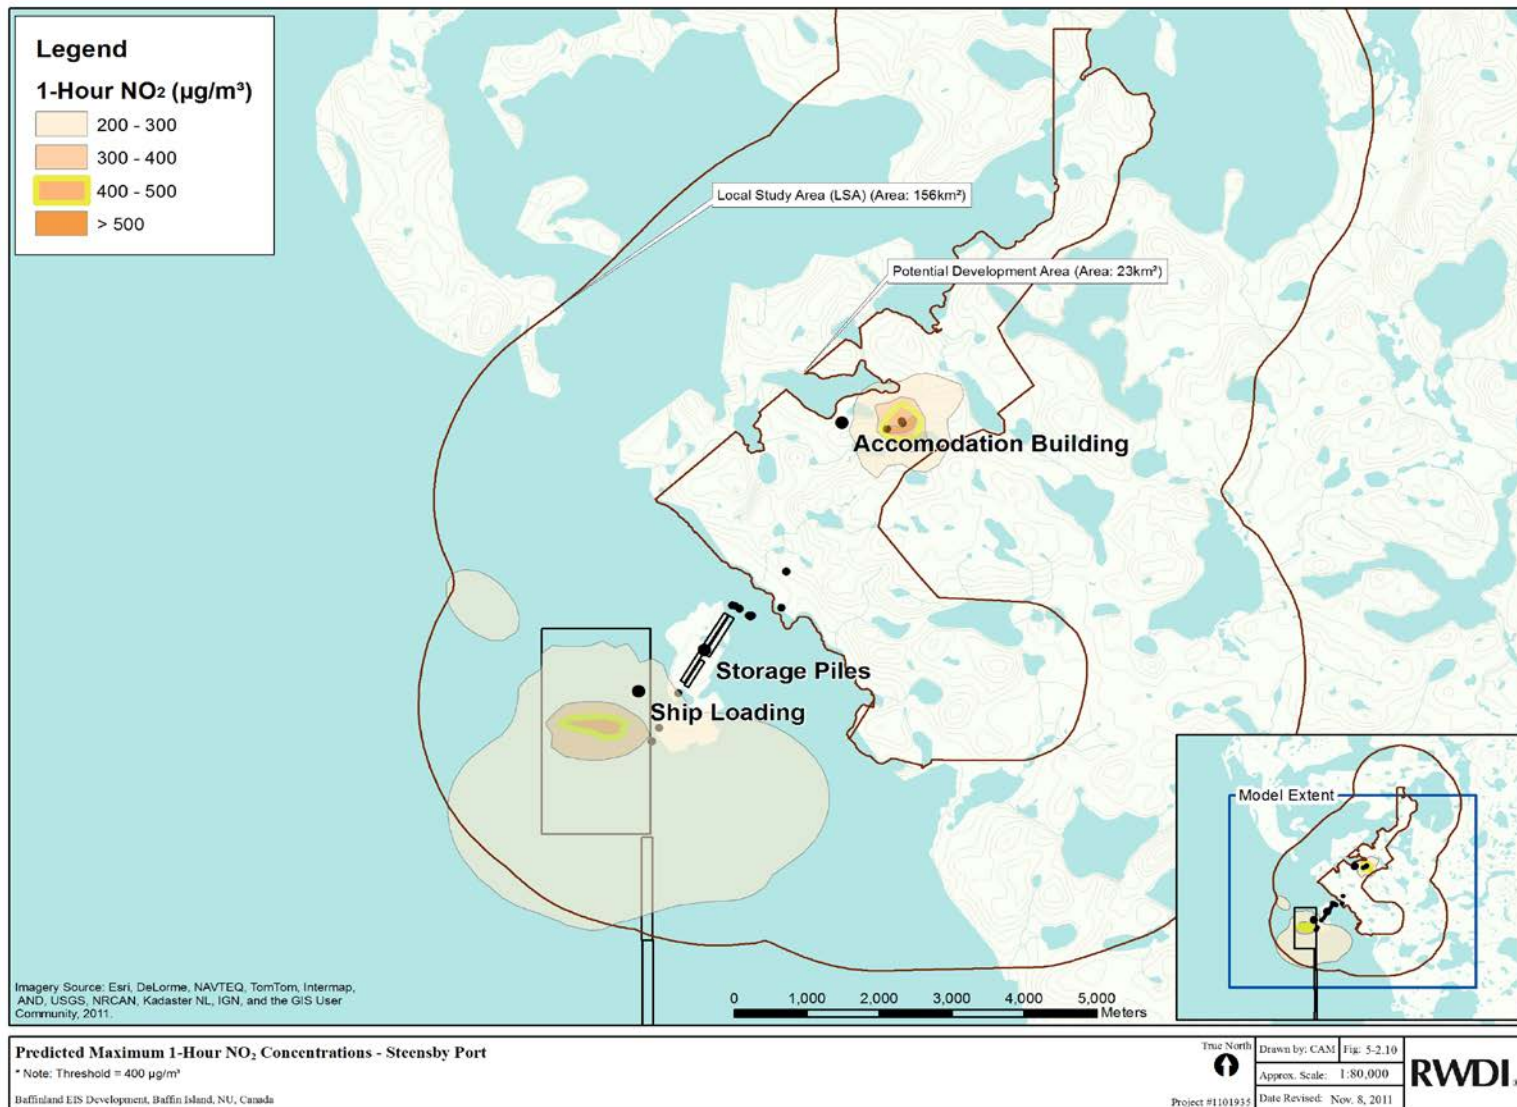 Legend
1-Hour NO₂ (µg/m³)
200 - 300
300 - 400
400 - 500
> 500
Local Study Area (LSA) (Area: 156km²)
Potential Development Area (Area: 23km²)
Accomodation Building
Storage Piles
Ship Loading
Model Extent
Imagery Source: Esri, DeLorme, NAVTEQ, TomTom, Intermap,
AND, USGS, NRCAN, Kadaster NL, IGN, and the GIS User
Community, 2011.
0 1,000 2,000 3,000 4,000 5,000
Meters
Predicted Maximum 1-Hour NO₂ Concentrations - Steensby Port
* Note: Threshold = 400 µg/m³
Baffinland EIS Development, Baffin Island, NU, Canada
True North
Project #1101935
Drawn by: CAM Fig: 5-2.10
Approx. Scale: 1:80,000
Date Revised: Nov. 8, 2011
RWDI